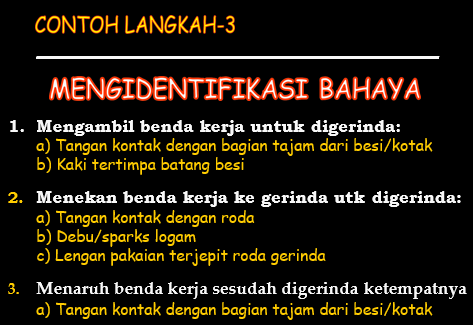 CONTOH LANGKAH-3
MENGIDENTIFIKASI BAHAYA
1. Mengambil benda kerja untuk digerinda:
a) Tangan kontak dengan bagian tajam dari besi/kotak
b) Kaki tertimpa batang besi
2. Menekan benda kerja ke gerinda utk digerinda:
a) Tangan kontak dengan roda
b) Debu/sparks logam
c) Lengan pakaian terjepit roda gerinda
3. Menaruh benda kerja sesudah digerinda ketempatnya
a) Tangan kontak dengan bagian tajam dari besi/kotak